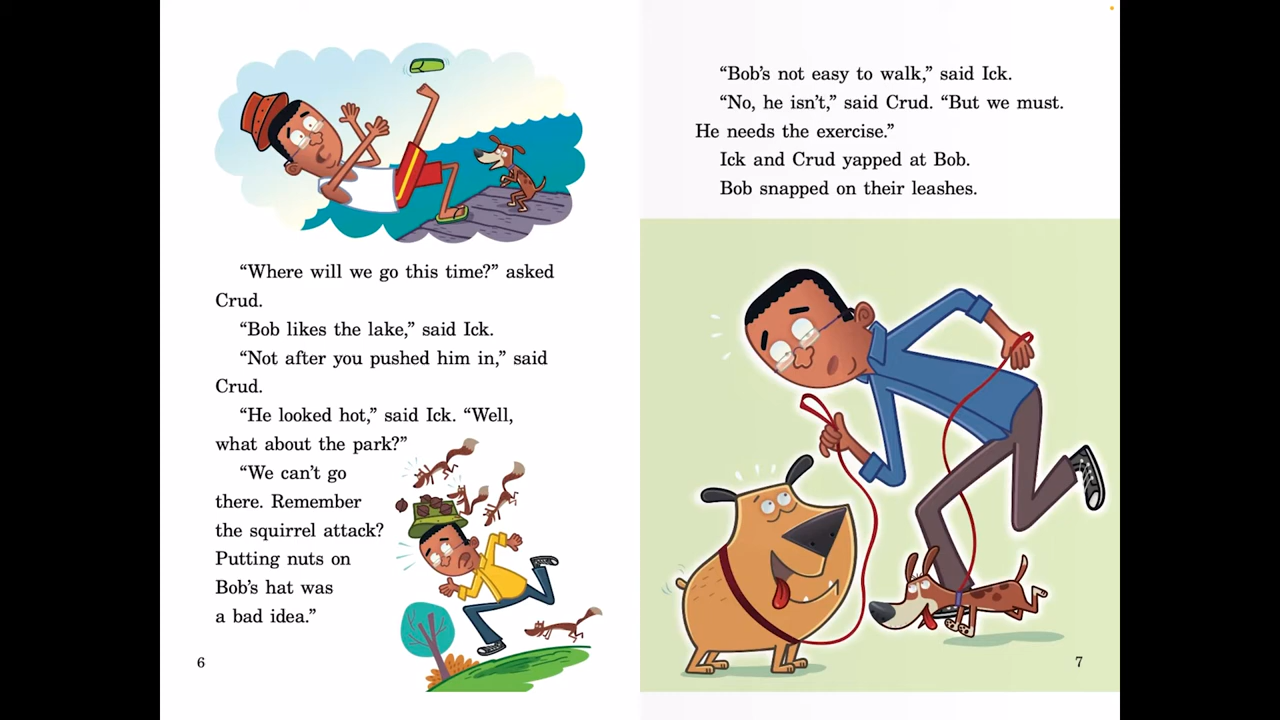 “Where will we go this time?” asked
Crud.
“Bob likes the lake,” said Ick.
“Not after you pushed him in,” said
Crud.
“He looked hot,” said Ick. “Well,
what about the park?”
“We can’t go
there. Remember
the squirrel attack?
Putting nuts on
Bob’s hat was
a bad idea.”
6
“Bob’s not easy to walk,” said Ick.
“No, he isn’t,” said Crud. “But we must.
He needs the exercise.”
Ick and Crud yapped at Bob.
Bob snapped on their leashes.
7